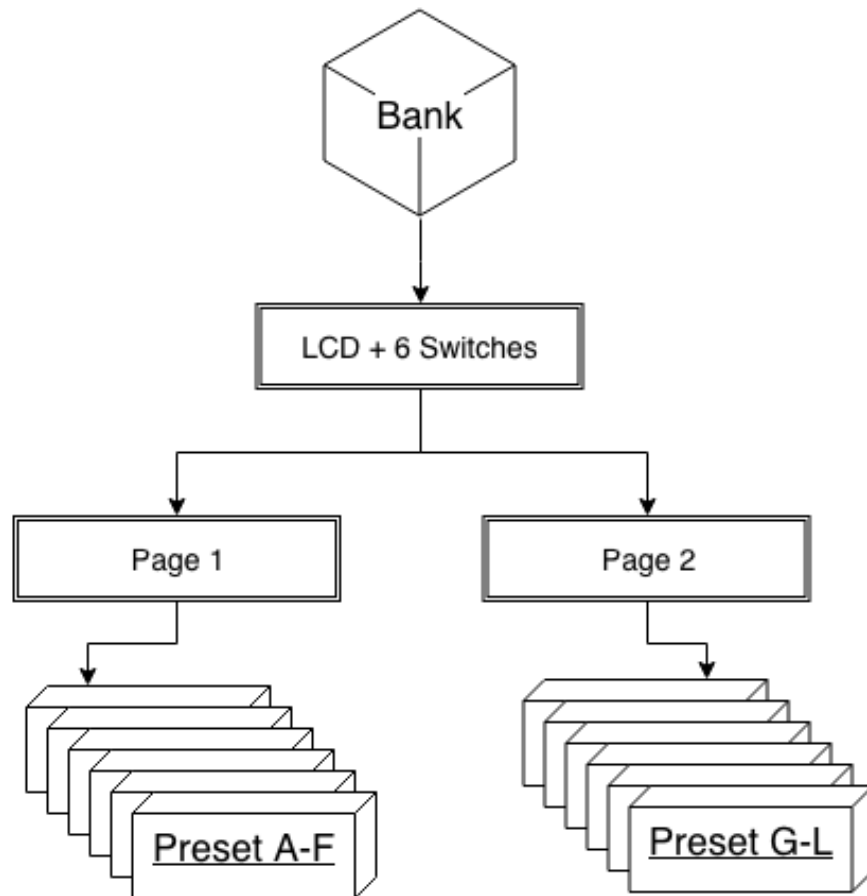 Bank
LCD + 6 Switches
Page 1
Page 2
Preset A-F
Preset G-L